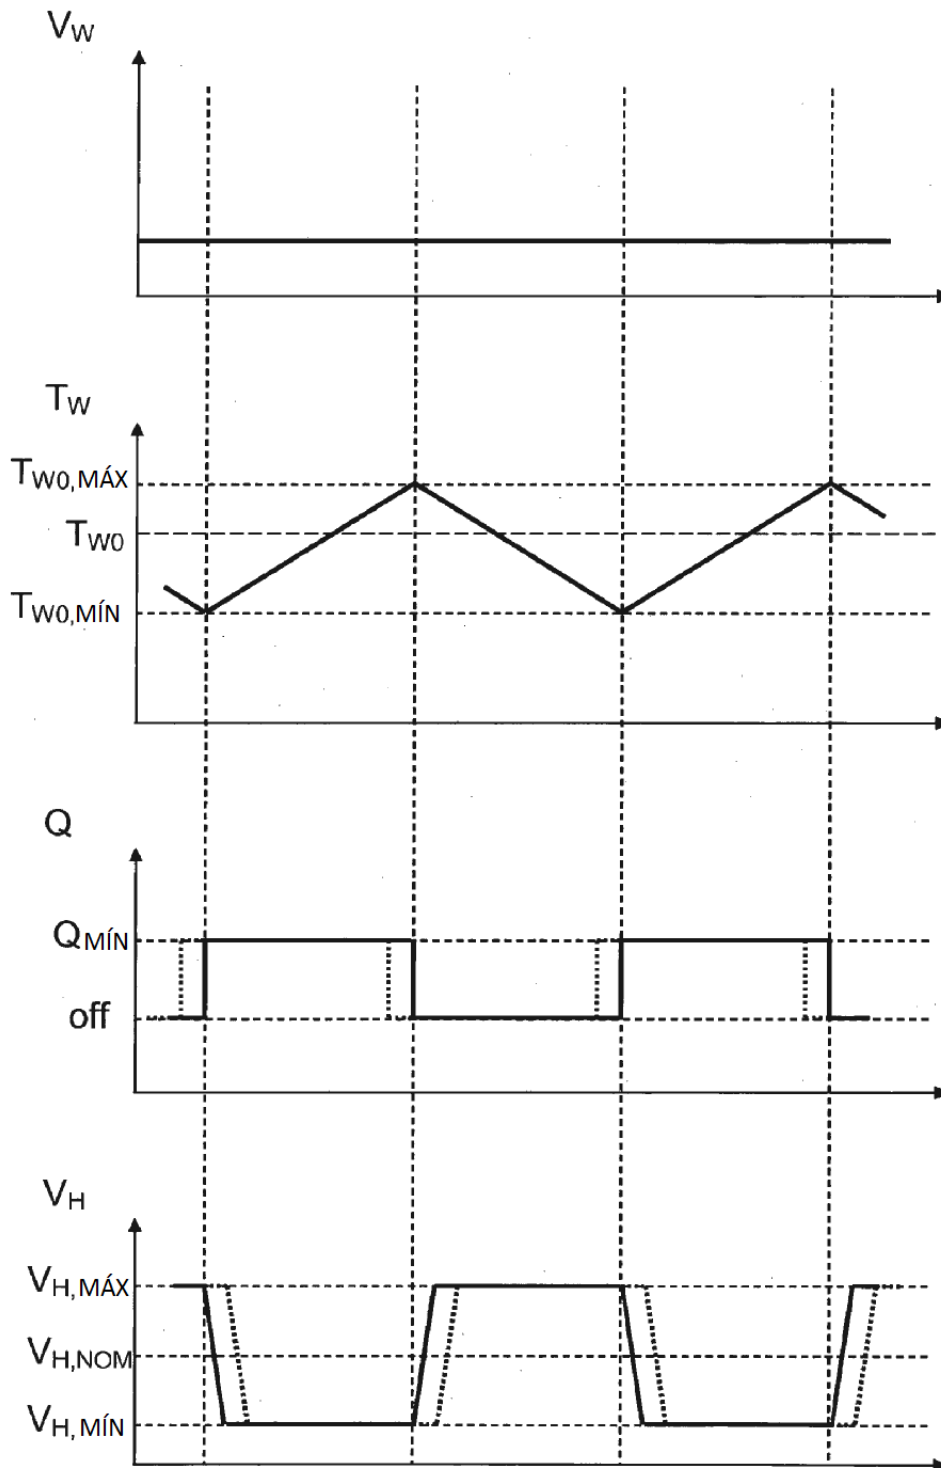 VW
TW
TW0,MÁX
TW0
TW0,MÍN
Q
QMÍN
off
VH
VH,MÁX
VH,NOM
VH,MÍN